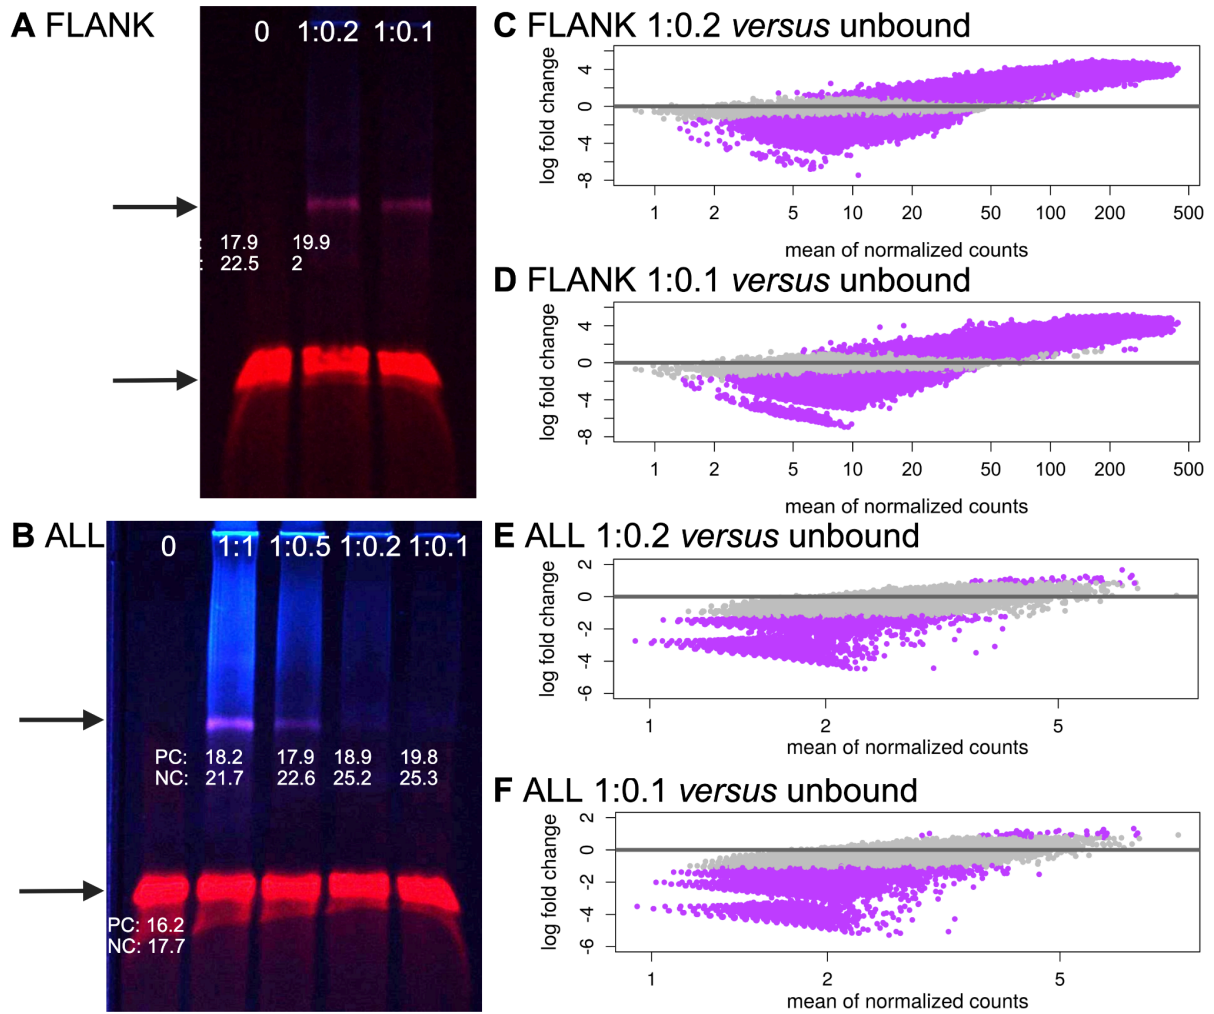 A FLANK
0 1:0.2 1:0.1
: 17.9 19.9
: 22.5 2
B ALL
0 1:1 1:0.5 1:0.2 1:0.1
PC: 18.2 17.9 18.9 19.8
NC: 21.7 22.6 25.2 25.3
PC: 16.2
NC: 17.7
C FLANK 1:0.2 versus unbound
log fold change
4
0
-4
-8
1 2 5 10 20 50 100 200 500
mean of normalized counts
D FLANK 1:0.1 versus unbound
log fold change
4
0
-4
-8
1 2 5 10 20 50 100 200 500
mean of normalized counts
E ALL 1:0.2 versus unbound
log fold change
2
0
-2
-4
-6
1 2 5
mean of normalized counts
F ALL 1:0.1 versus unbound
log fold change
2
0
-2
-4
-6
1 2 5
mean of normalized counts